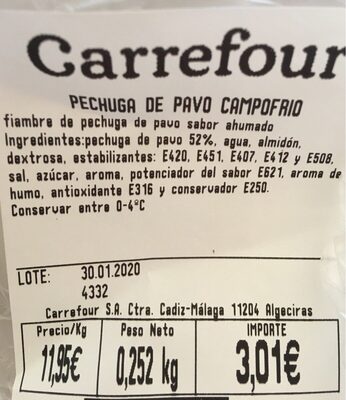 Carrefour
PECHUGA DE PAVO CAMPOFRIO
fiambre de pechuga de pavo sabor ahumado
Ingredientes:pechuga de pavo 52%, agua, almidón,
dextrosa, estabilizantes: E420, E451, E407, E412 y E508,
sal, azúcar, aroma, potenciador del sabor E621, aroma de
humo, antioxidante E316 y conservador E250.
Conservar entre 0-4ºC
LOTE: 30.01.2020
4332
Carrefour S.A. Ctra. Cadiz-Málaga 11204 Algeciras
Precio/Kg Peso Neto IMPORTE
11,95€ 0,252 kg 3,01€